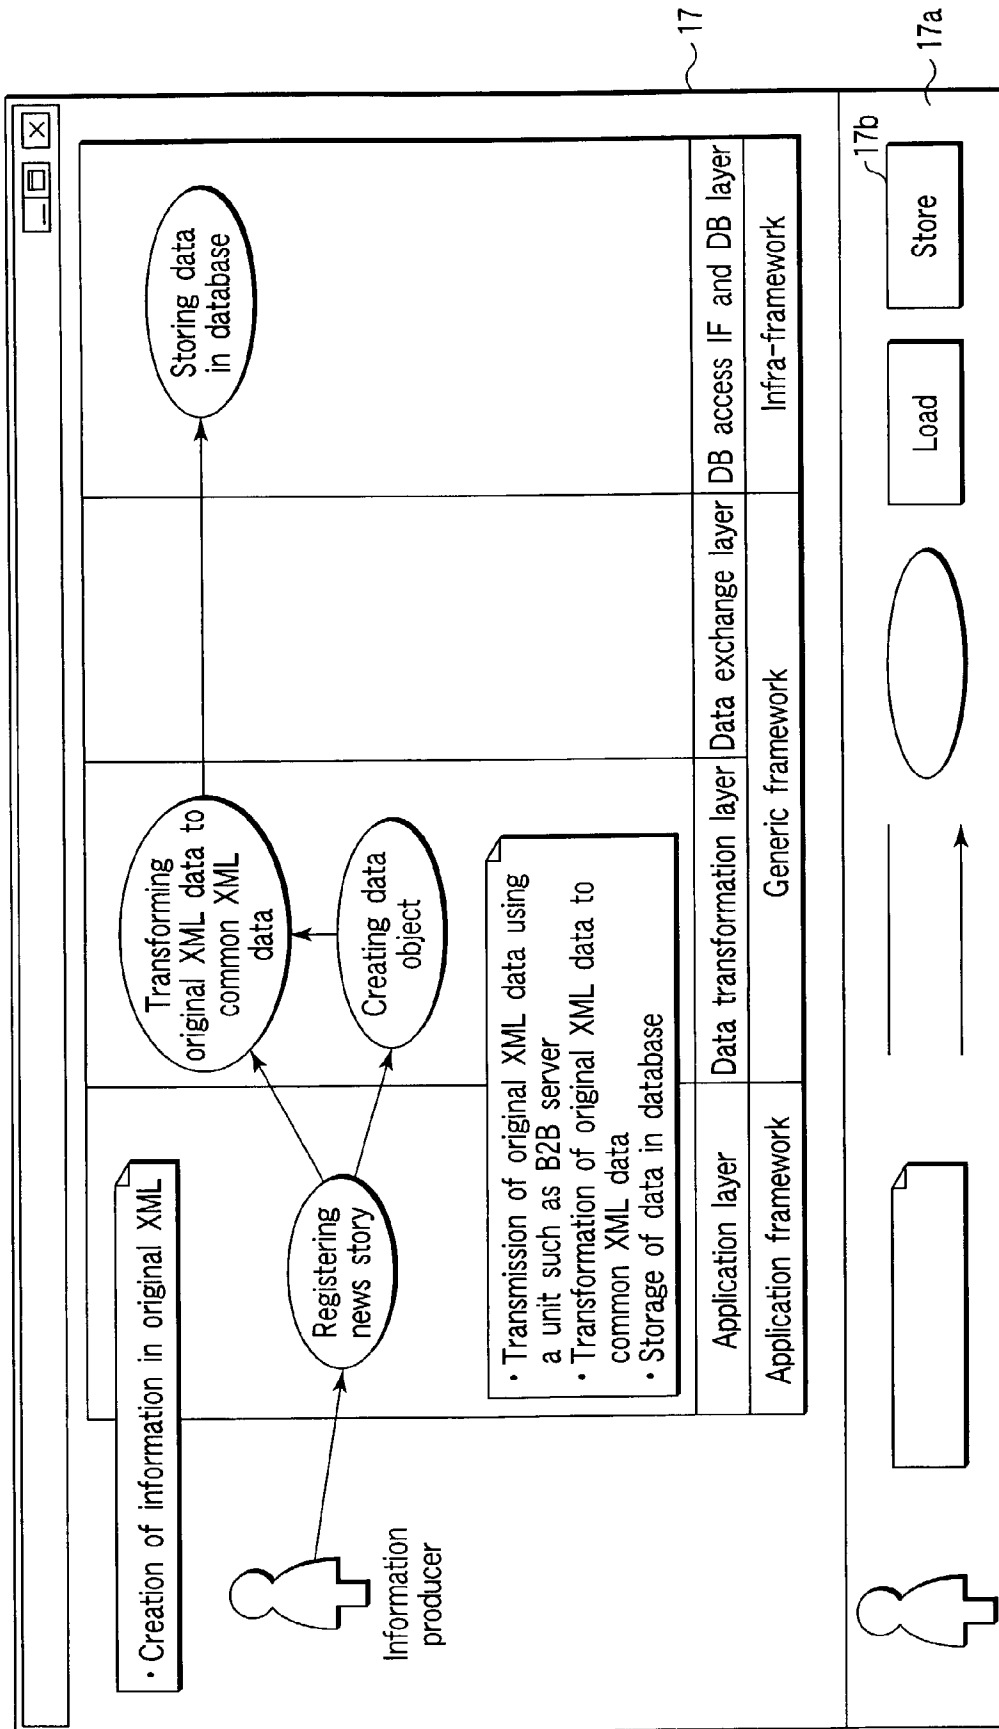 • Creation of information in original XML
Information
producer
Registering
news story
Transforming
original XML data to
common XML
data
Creating data
object
Storing data
in database
• Transmission of original XML data using
a unit such as B2B server
• Transformation of original XML data to
common XML data
• Storage of data in database
Application layer
Data transformation layer
Data exchange layer
DB access IF and DB layer
Application framework
Generic framework
Infra-framework
17
Load
Store
17b
17a